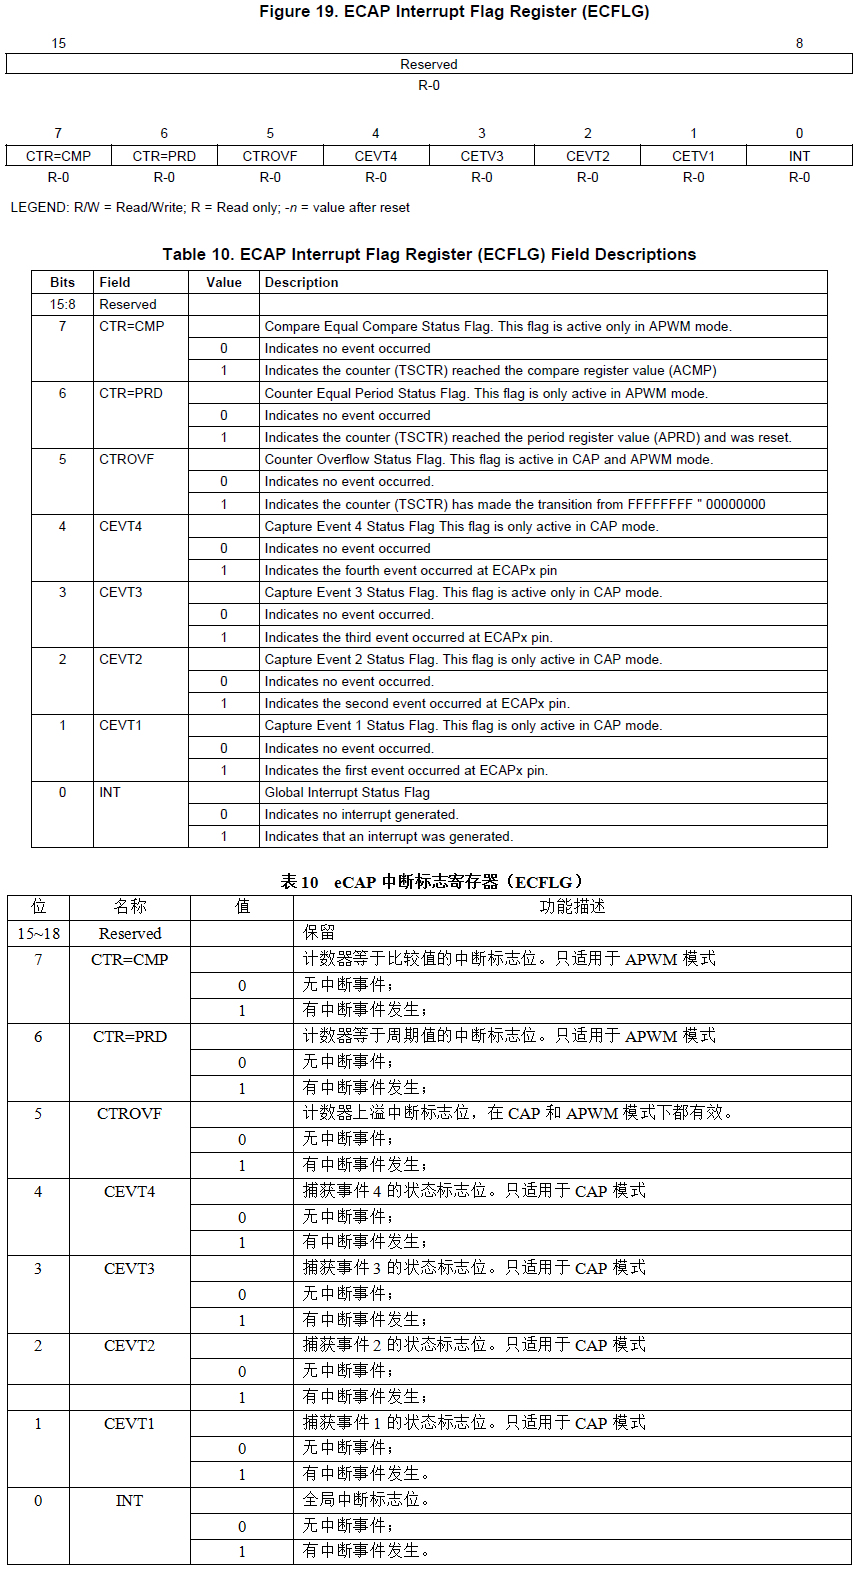 Figure 19. ECAP Interrupt Flag Register (ECFLG)
15 8
Reserved
R-0
7 6 5 4 3 2 1 0
CTR=CMP CTR=PRD CTROVF CEVT4 CETV3 CEVT2 CETV1 INT
R-0 R-0 R-0 R-0 R-0 R-0 R-0 R-0
LEGEND: R/W = Read/Write; R = Read only; -n = value after reset
Table 10. ECAP Interrupt Flag Register (ECFLG) Field Descriptions
Bits Field Value Description
15:8 Reserved
7 CTR=CMP Compare Equal Compare Status Flag. This flag is active only in APWM mode.
0 Indicates no event occurred
1 Indicates the counter (TSCTR) reached the compare register value (ACMP)
6 CTR=PRD Counter Equal Period Status Flag. This flag is only active in APWM mode.
0 Indicates no event occurred
1 Indicates the counter (TSCTR) reached the period register value (APRD) and was reset.
5 CTROVF Counter Overflow Status Flag. This flag is active in CAP and APWM mode.
0 Indicates no event occurred.
1 Indicates the counter (TSCTR) has made the transition from FFFFFFFF " 00000000
4 CEVT4 Capture Event 4 Status Flag This flag is only active in CAP mode.
0 Indicates no event occurred
1 Indicates the fourth event occurred at ECAPx pin
3 CEVT3 Capture Event 3 Status Flag. This flag is active only in CAP mode.
0 Indicates no event occurred.
1 Indicates the third event occurred at ECAPx pin.
2 CEVT2 Capture Event 2 Status Flag. This flag is only active in CAP mode.
0 Indicates no event occurred.
1 Indicates the second event occurred at ECAPx pin.
1 CEVT1 Capture Event 1 Status Flag. This flag is only active in CAP mode.
0 Indicates no event occurred.
1 Indicates the first event occurred at ECAPx pin.
0 INT Global Interrupt Status Flag
0 Indicates no interrupt generated.
1 Indicates that an interrupt was generated.
表 10 eCAP 中断标志寄存器（ECFLG）
位 名称 值 功能描述
15~18 Reserved 保留
7 CTR=CMP 计数器等于比较值的中断标志位。只适用于 APWM 模式
0 无中断事件；
1 有中断事件发生；
6 CTR=PRD 计数器等于周期值的中断标志位。只适用于 APWM 模式
0 无中断事件；
1 有中断事件发生；
5 CTROVF 计数器上溢中断标志位，在 CAP 和 APWM 模式下都有效。
0 无中断事件；
1 有中断事件发生；
4 CEVT4 捕获事件 4 的状态标志位。只适用于 CAP 模式
0 无中断事件；
1 有中断事件发生；
3 CEVT3 捕获事件 3 的状态标志位。只适用于 CAP 模式
0 无中断事件；
1 有中断事件发生；
2 CEVT2 捕获事件 2 的状态标志位。只适用于 CAP 模式
0 无中断事件；
1 有中断事件发生；
1 CEVT1 捕获事件 1 的状态标志位。只适用于 CAP 模式
0 无中断事件；
1 有中断事件发生。
0 INT 全局中断标志位。
0 无中断事件；
1 有中断事件发生。